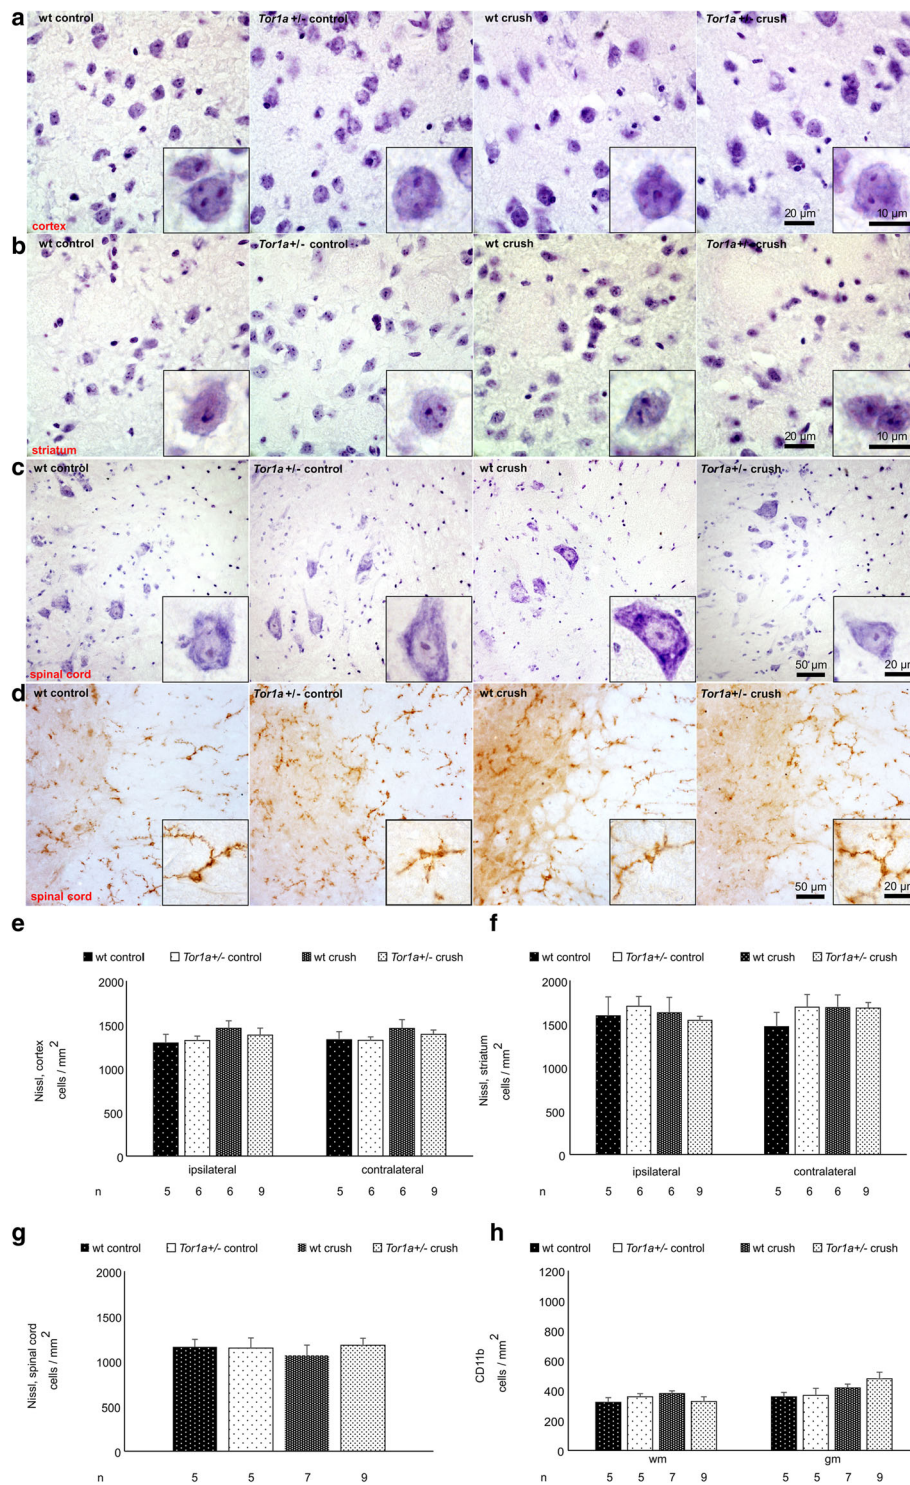 a
wt control
Tor1a +/- control
wt crush
Tor1a +/- crush
cortex
20 µm
10 µm
b
wt control
Tor1a+/- control
wt crush
Tor1a+/- crush
striatum
20 µm
10 µm
c
wt control
Tor1a +/- control
wt crush
Tor1a+/- crush
spinal cord
50 µm
20 µm
d
wt control
Tor1a +/- control
wt crush
Tor1a+/- crush
spinal cord
50 µm
20 µm
e
wt control
Tor1a+/- control
wt crush
Tor1a+/- crush
Nissl, cortex
cells / mm2
2000
1500
1000
500
0
ipsilateral
contralateral
n 5 6 6 9 5 6 6 9
f
wt control
Tor1a+/- control
wt crush
Tor1a+/- crush
Nissl, striatum
cells / mm2
2000
1500
1000
500
0
ipsilateral
contralateral
n 5 6 6 9 5 6 6 9
g
wt control
Tor1a+/- control
wt crush
Tor1a+/- crush
Nissl, spinal cord
cells / mm2
2000
1500
1000
500
0
n 5 5 7 9
h
wt control
Tor1a+/- control
wt crush
Tor1a+/- crush
CD11b
cells / mm2
1200
1000
800
600
400
200
0
wm
gm
n 5 5 7 9 5 5 7 9